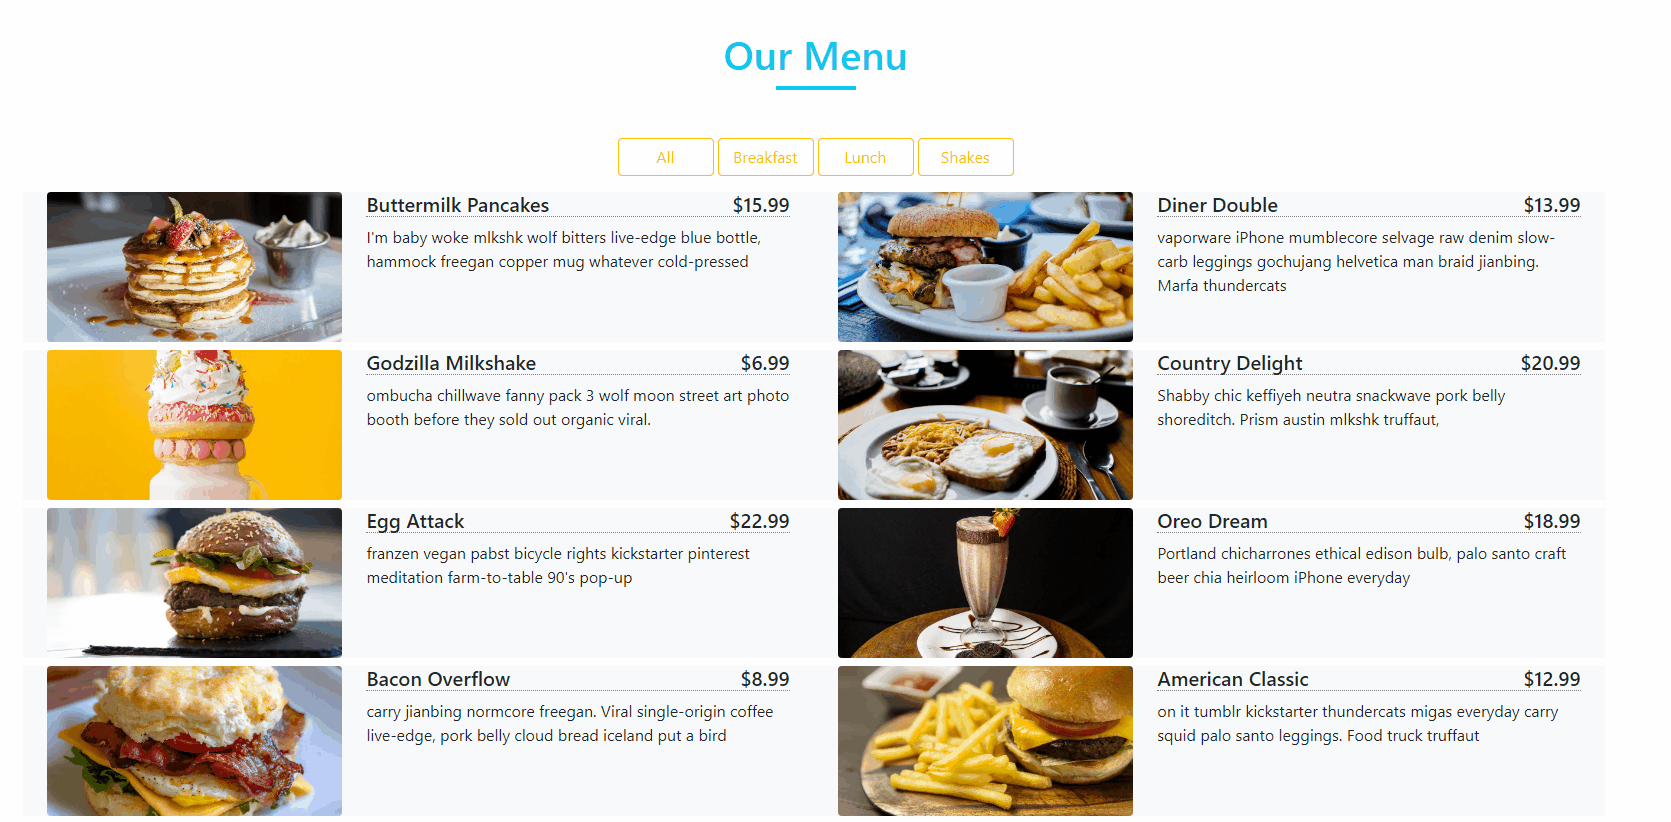 Our Menu
All Breakfast Lunch Shakes
Buttermilk Pancakes $15.99
I'm baby woke mlkshk wolf bitters live-edge blue bottle,
hammock freegan copper mug whatever cold-pressed
Diner Double $13.99
vaporware iPhone mumblecore selvage raw denim slow-
carb leggings gochujang helvetica man braid jianbing.
Marfa thundercats
Godzilla Milkshake $6.99
ombucha chillwave fanny pack 3 wolf moon street art photo
booth before they sold out organic viral.
Country Delight $20.99
Shabby chic keffiyeh neutra snackwave pork belly
shoreditch. Prism austin mlkshk truffaut,
Egg Attack $22.99
franzen vegan pabst bicycle rights kickstarter pinterest
meditation farm-to-table 90's pop-up
Oreo Dream $18.99
Portland chicharrones ethical edison bulb, palo santo craft
beer chia heirloom iPhone everyday
Bacon Overflow $8.99
carry jianbing normcore freegan. Viral single-origin coffee
live-edge, pork belly cloud bread iceland put a bird
American Classic $12.99
on it tumblr kickstarter thundercats migas everyday carry
squid palo santo leggings. Food truck truffaut